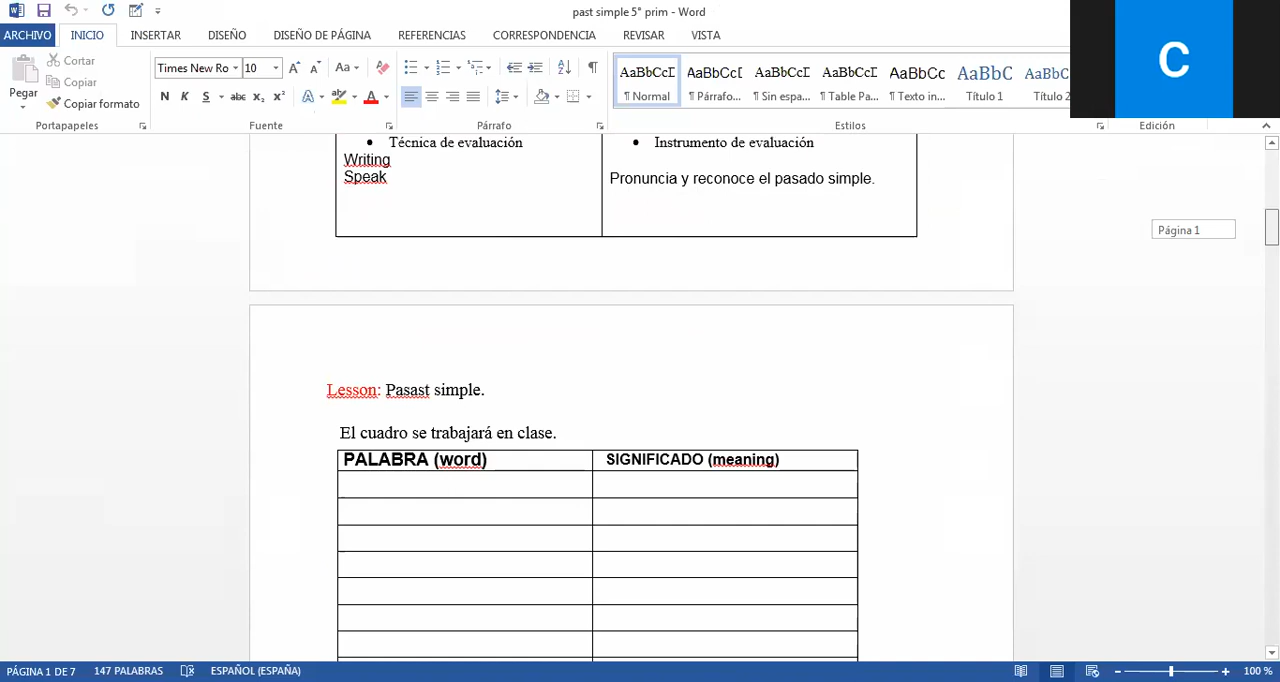 past simple 5° prim - Word
ARCHIVO INICIO INSERTAR DISEÑO DISEÑO DE PÁGINA REFERENCIAS CORRESPONDENCIA REVISAR VISTA
Pegar
Cortar
Copiar
Copiar formato
Portapapeles
Times New Ro 10
N K S abc x₂ x²
Fuente
Párrafo
AaBbCcI AaBbCcD AaBbCcI AaBbCcI AaBbCc AaBbC AaBbC
¶ Normal ¶ Párrafo... ¶ Sin espa... ¶ Table Pa... ¶ Texto in... Título 1 Título 2
Estilos
Edición
C
• Técnica de evaluación
Writing
Speak
• Instrumento de evaluación
Pronuncia y reconoce el pasado simple.
Página 1
Lesson: Pasast simple.
El cuadro se trabajará en clase.
PALABRA (word) SIGNIFICADO (meaning)
PÁGINA 1 DE 7 147 PALABRAS ESPAÑOL (ESPAÑA) 100 %